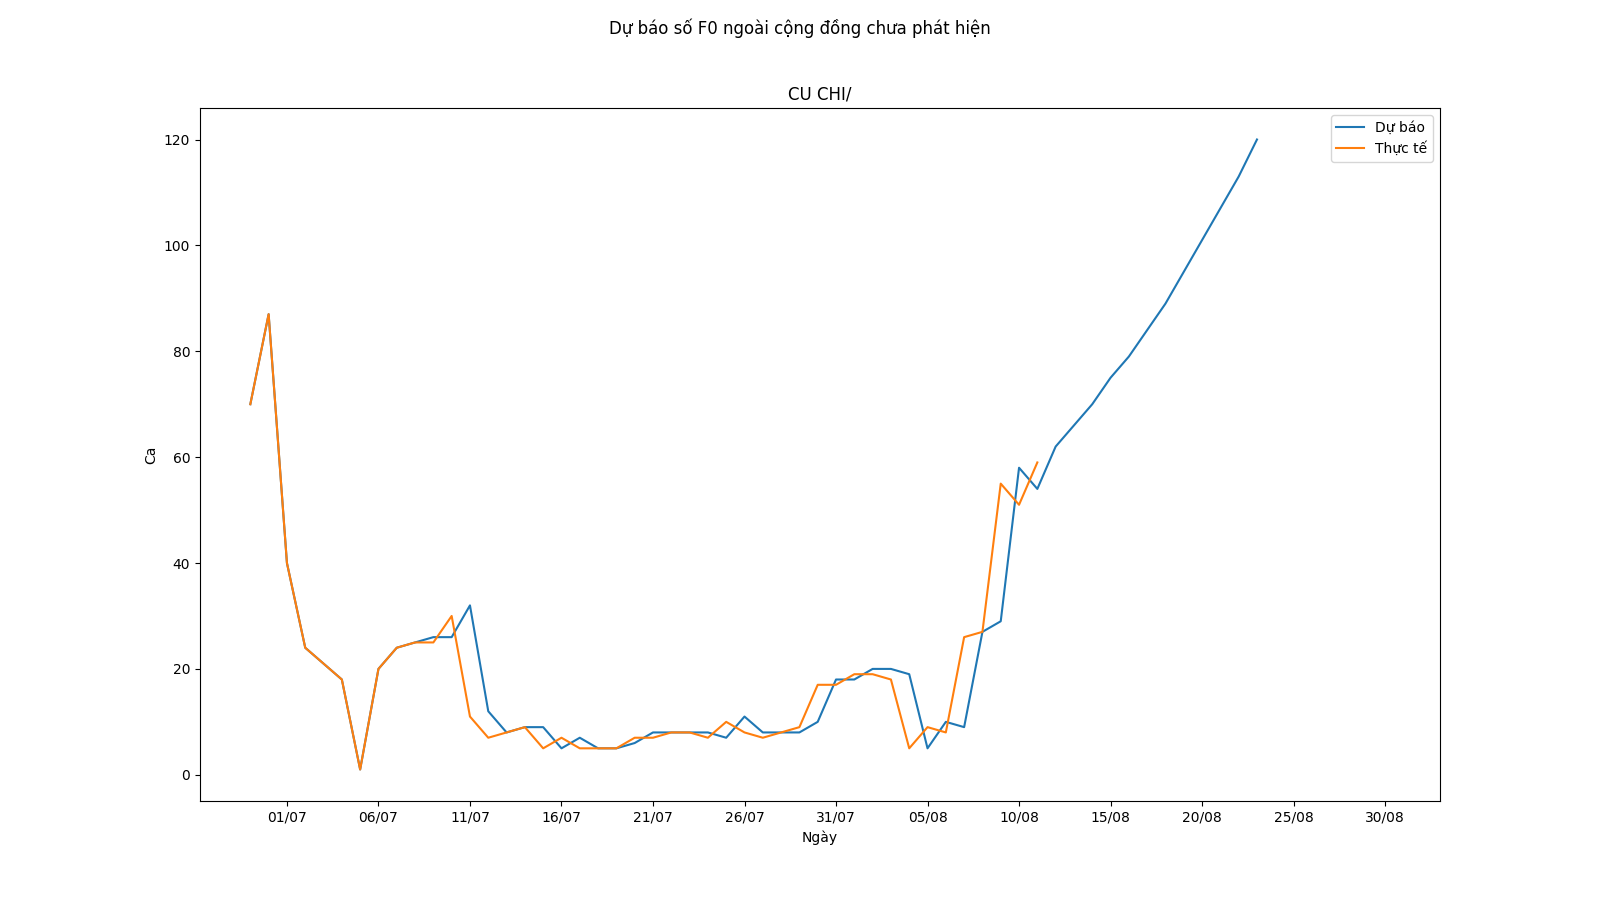 Dự báo số F0 ngoài cộng đồng chưa phát hiện
CU CHI/
Dự báo
Thực tế
120
100
80
60
40
20
0
Ca
01/07 06/07 11/07 16/07 21/07 26/07 31/07 05/08 10/08 15/08 20/08 25/08 30/08
Ngày